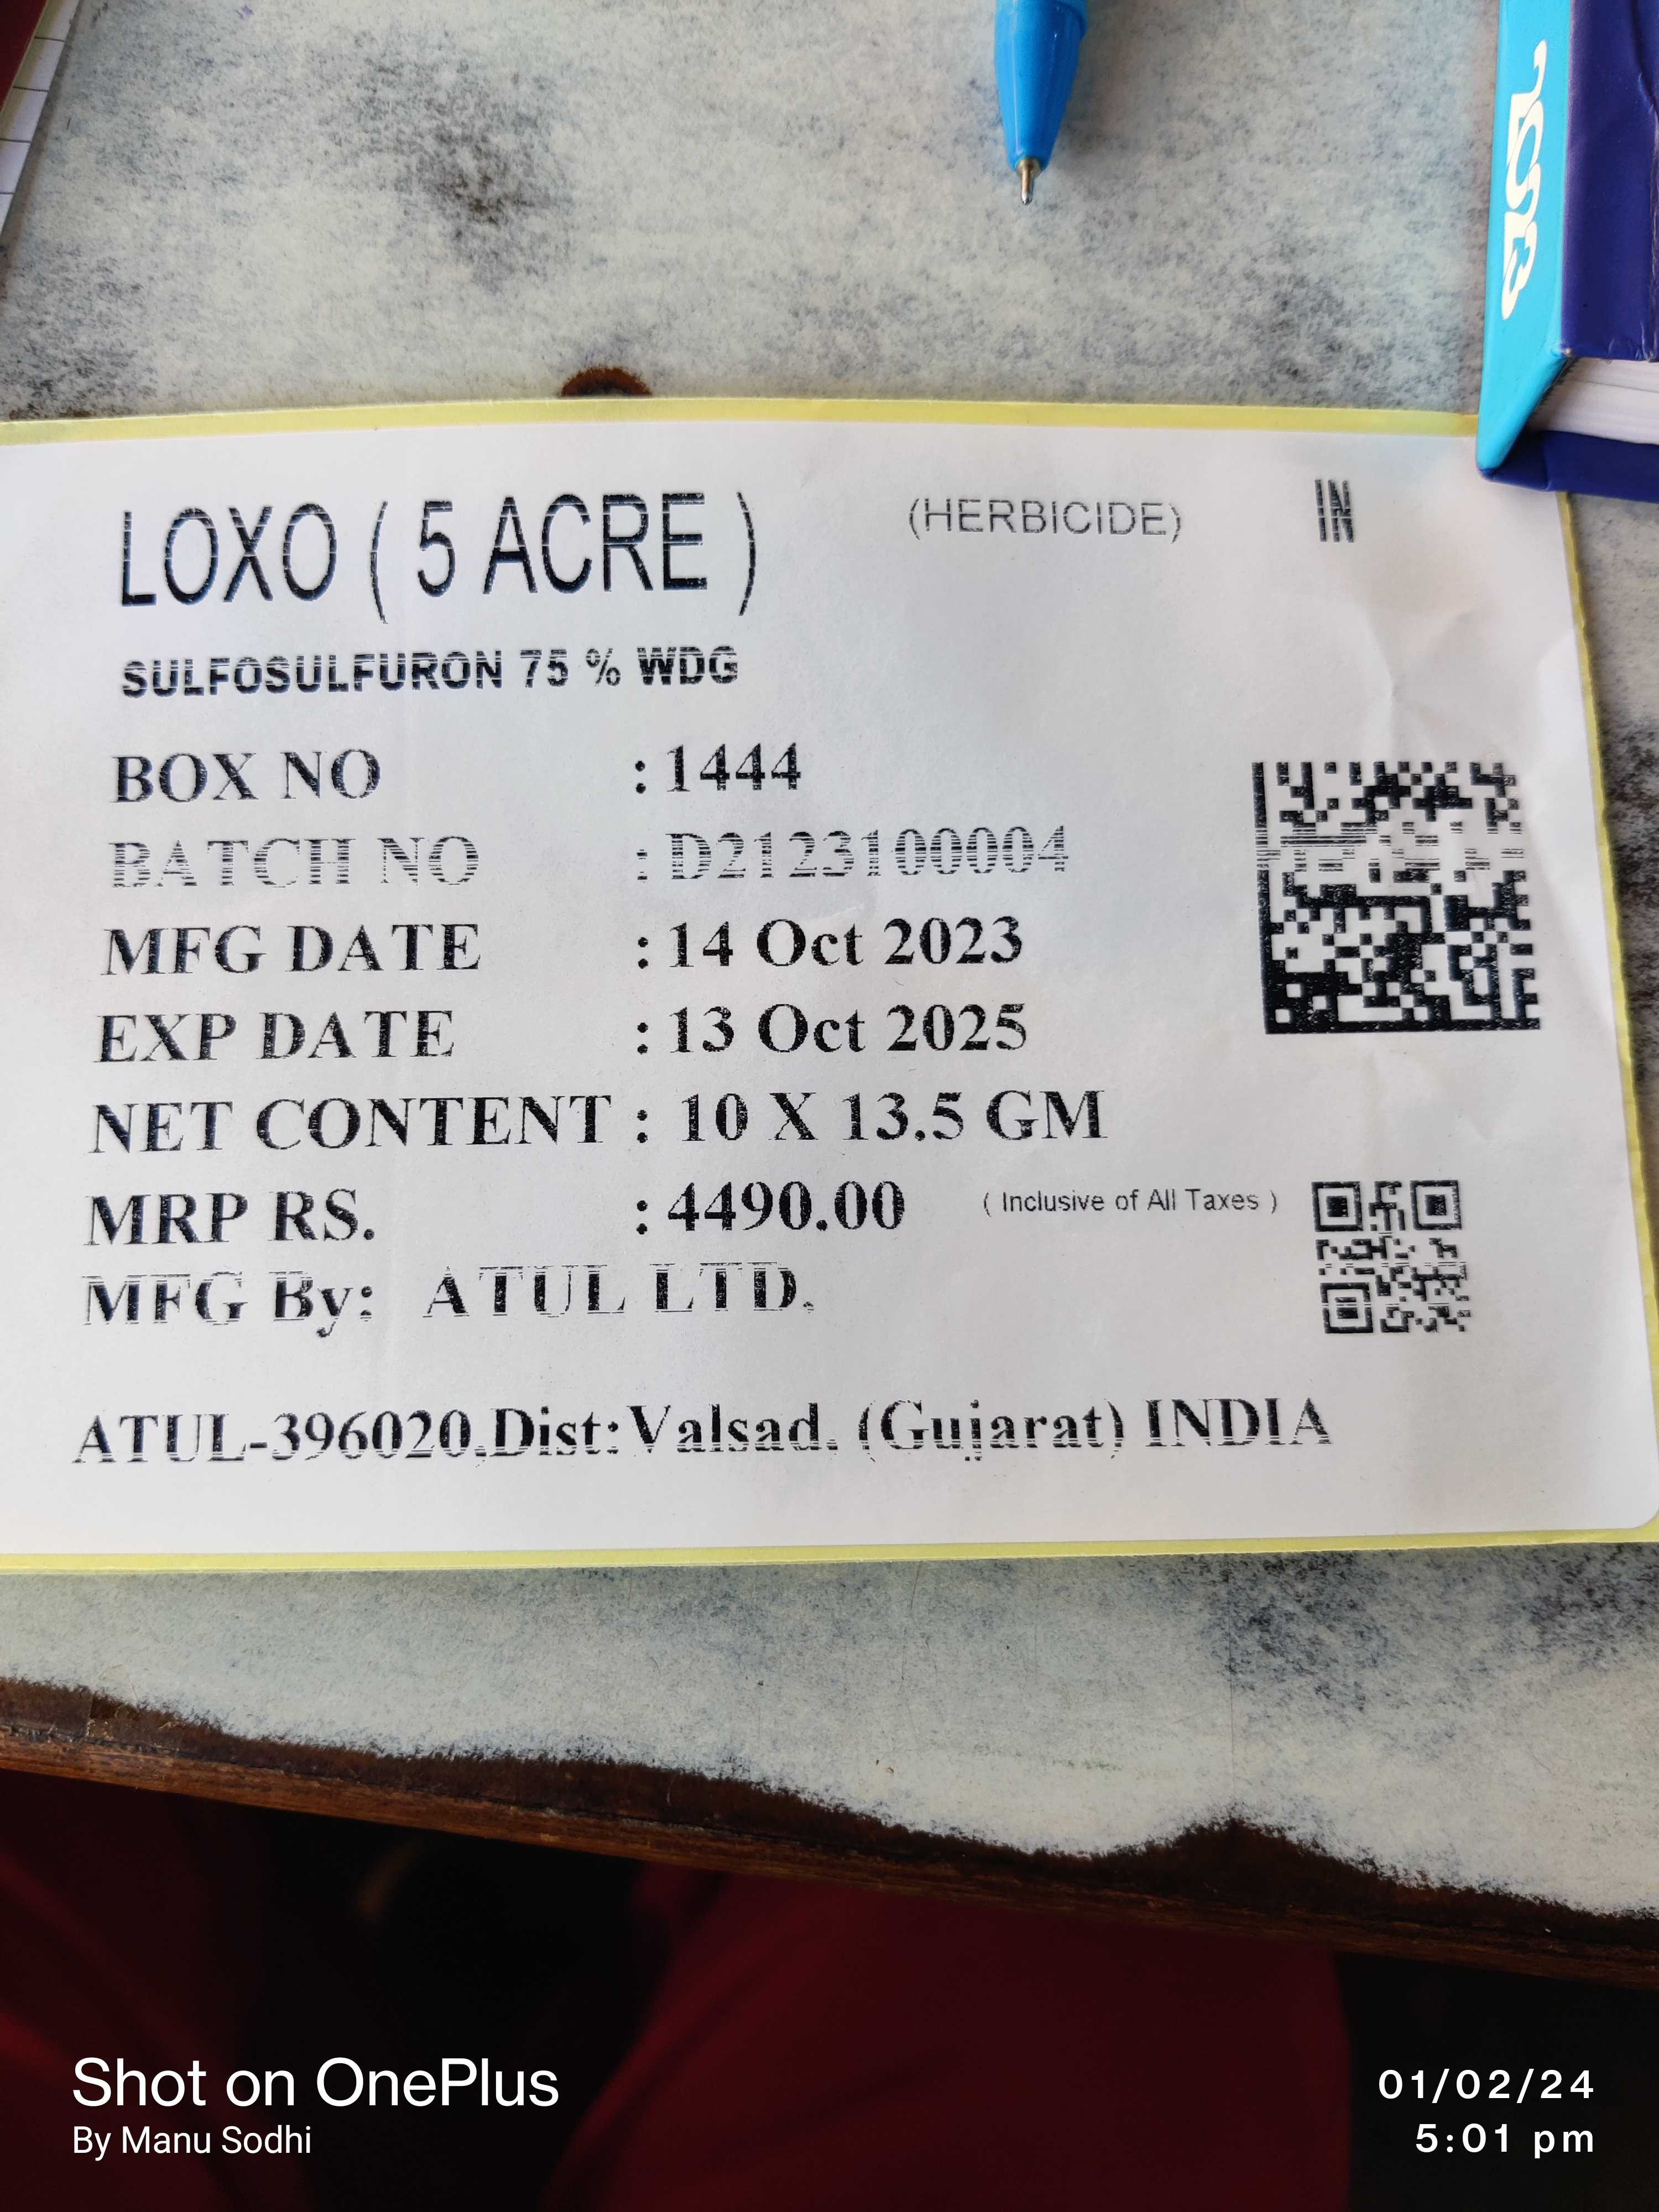 LOXO ( 5 ACRE )
(HERBICIDE)
IN
SULFOSULFURON 75 % WDG
BOX NO : 1444
BATCH NO : D2123100004
MFG DATE : 14 Oct 2023
EXP DATE : 13 Oct 2025
NET CONTENT : 10 X 13.5 GM
MRP RS. : 4490.00 ( Inclusive of All Taxes )
MFG By: ATUL LTD.
ATUL-396020,Dist:Valsad. (Gujarat) INDIA
Shot on OnePlus
By Manu Sodhi
01/02/24
5:01 pm